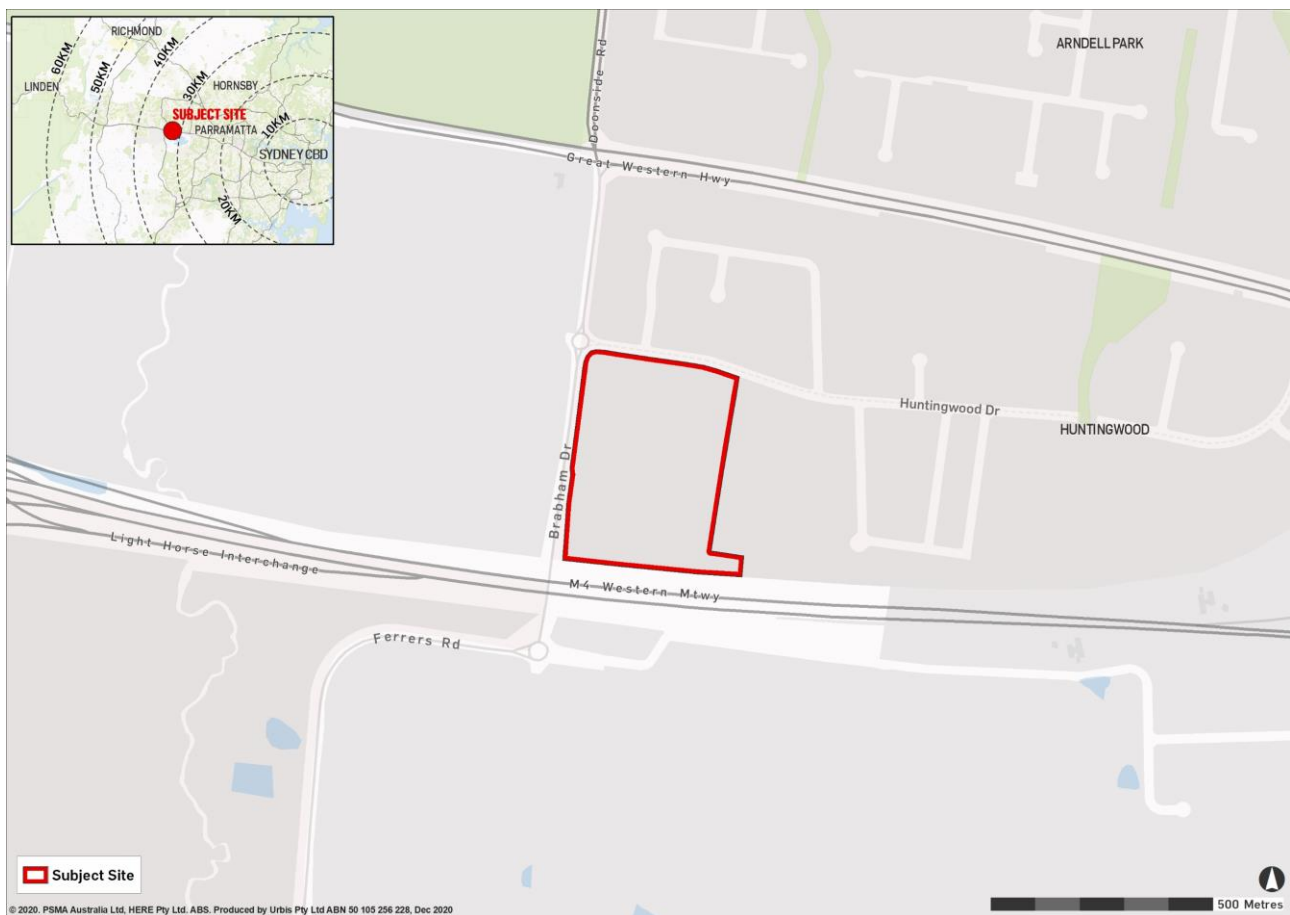 RICHMOND
60KM
50KM
40KM
30KM
LINDEN
HORNSBY
SUBJECT SITE
PARRAMATTA
10KM
SYDNEY CBD
20KM
Doonside Rd
ARNDELL PARK
Great Western Hwy
Huntingwood Dr
HUNTINGWOOD
Brabham Dr
Light Horse Interchange
M4 Western Mtwy
Ferrers Rd
Subject Site
500 Metres
© 2020. PSMA Australia Ltd, HERE Pty Ltd. ABS. Produced by Urbis Pty Ltd ABN 50 105 256 228, Dec 2020